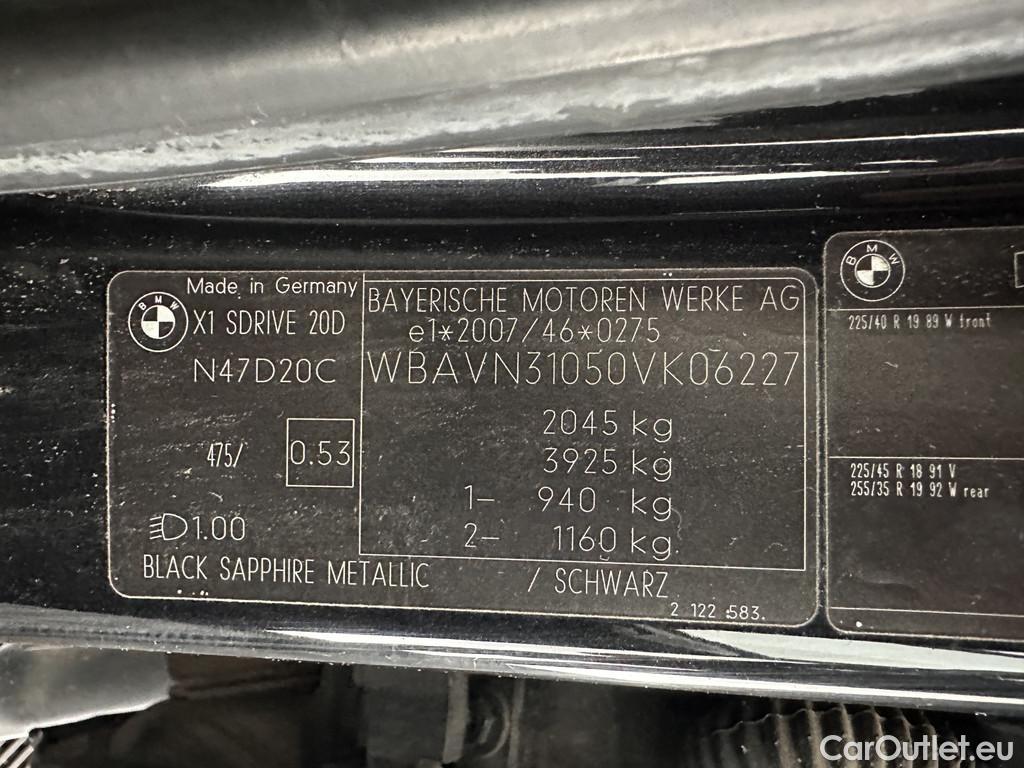 Made in Germany
BMW
X1 SDRIVE 20D
N47D20C
475/
0.53
1.00
BLACK SAPPHIRE METALLIC / SCHWARZ
BAYERISCHE MOTOREN WERKE AG
e1*2007/46*0275
WBAVN31050VK06227
2045 kg
3925 kg
1- 940 kg
2- 1160 kg
2 122 583.
BMW
225/40 R 19 89 W front
225/45 R 18 91 V
255/35 R 19 92 W rear
CarOutlet.eu